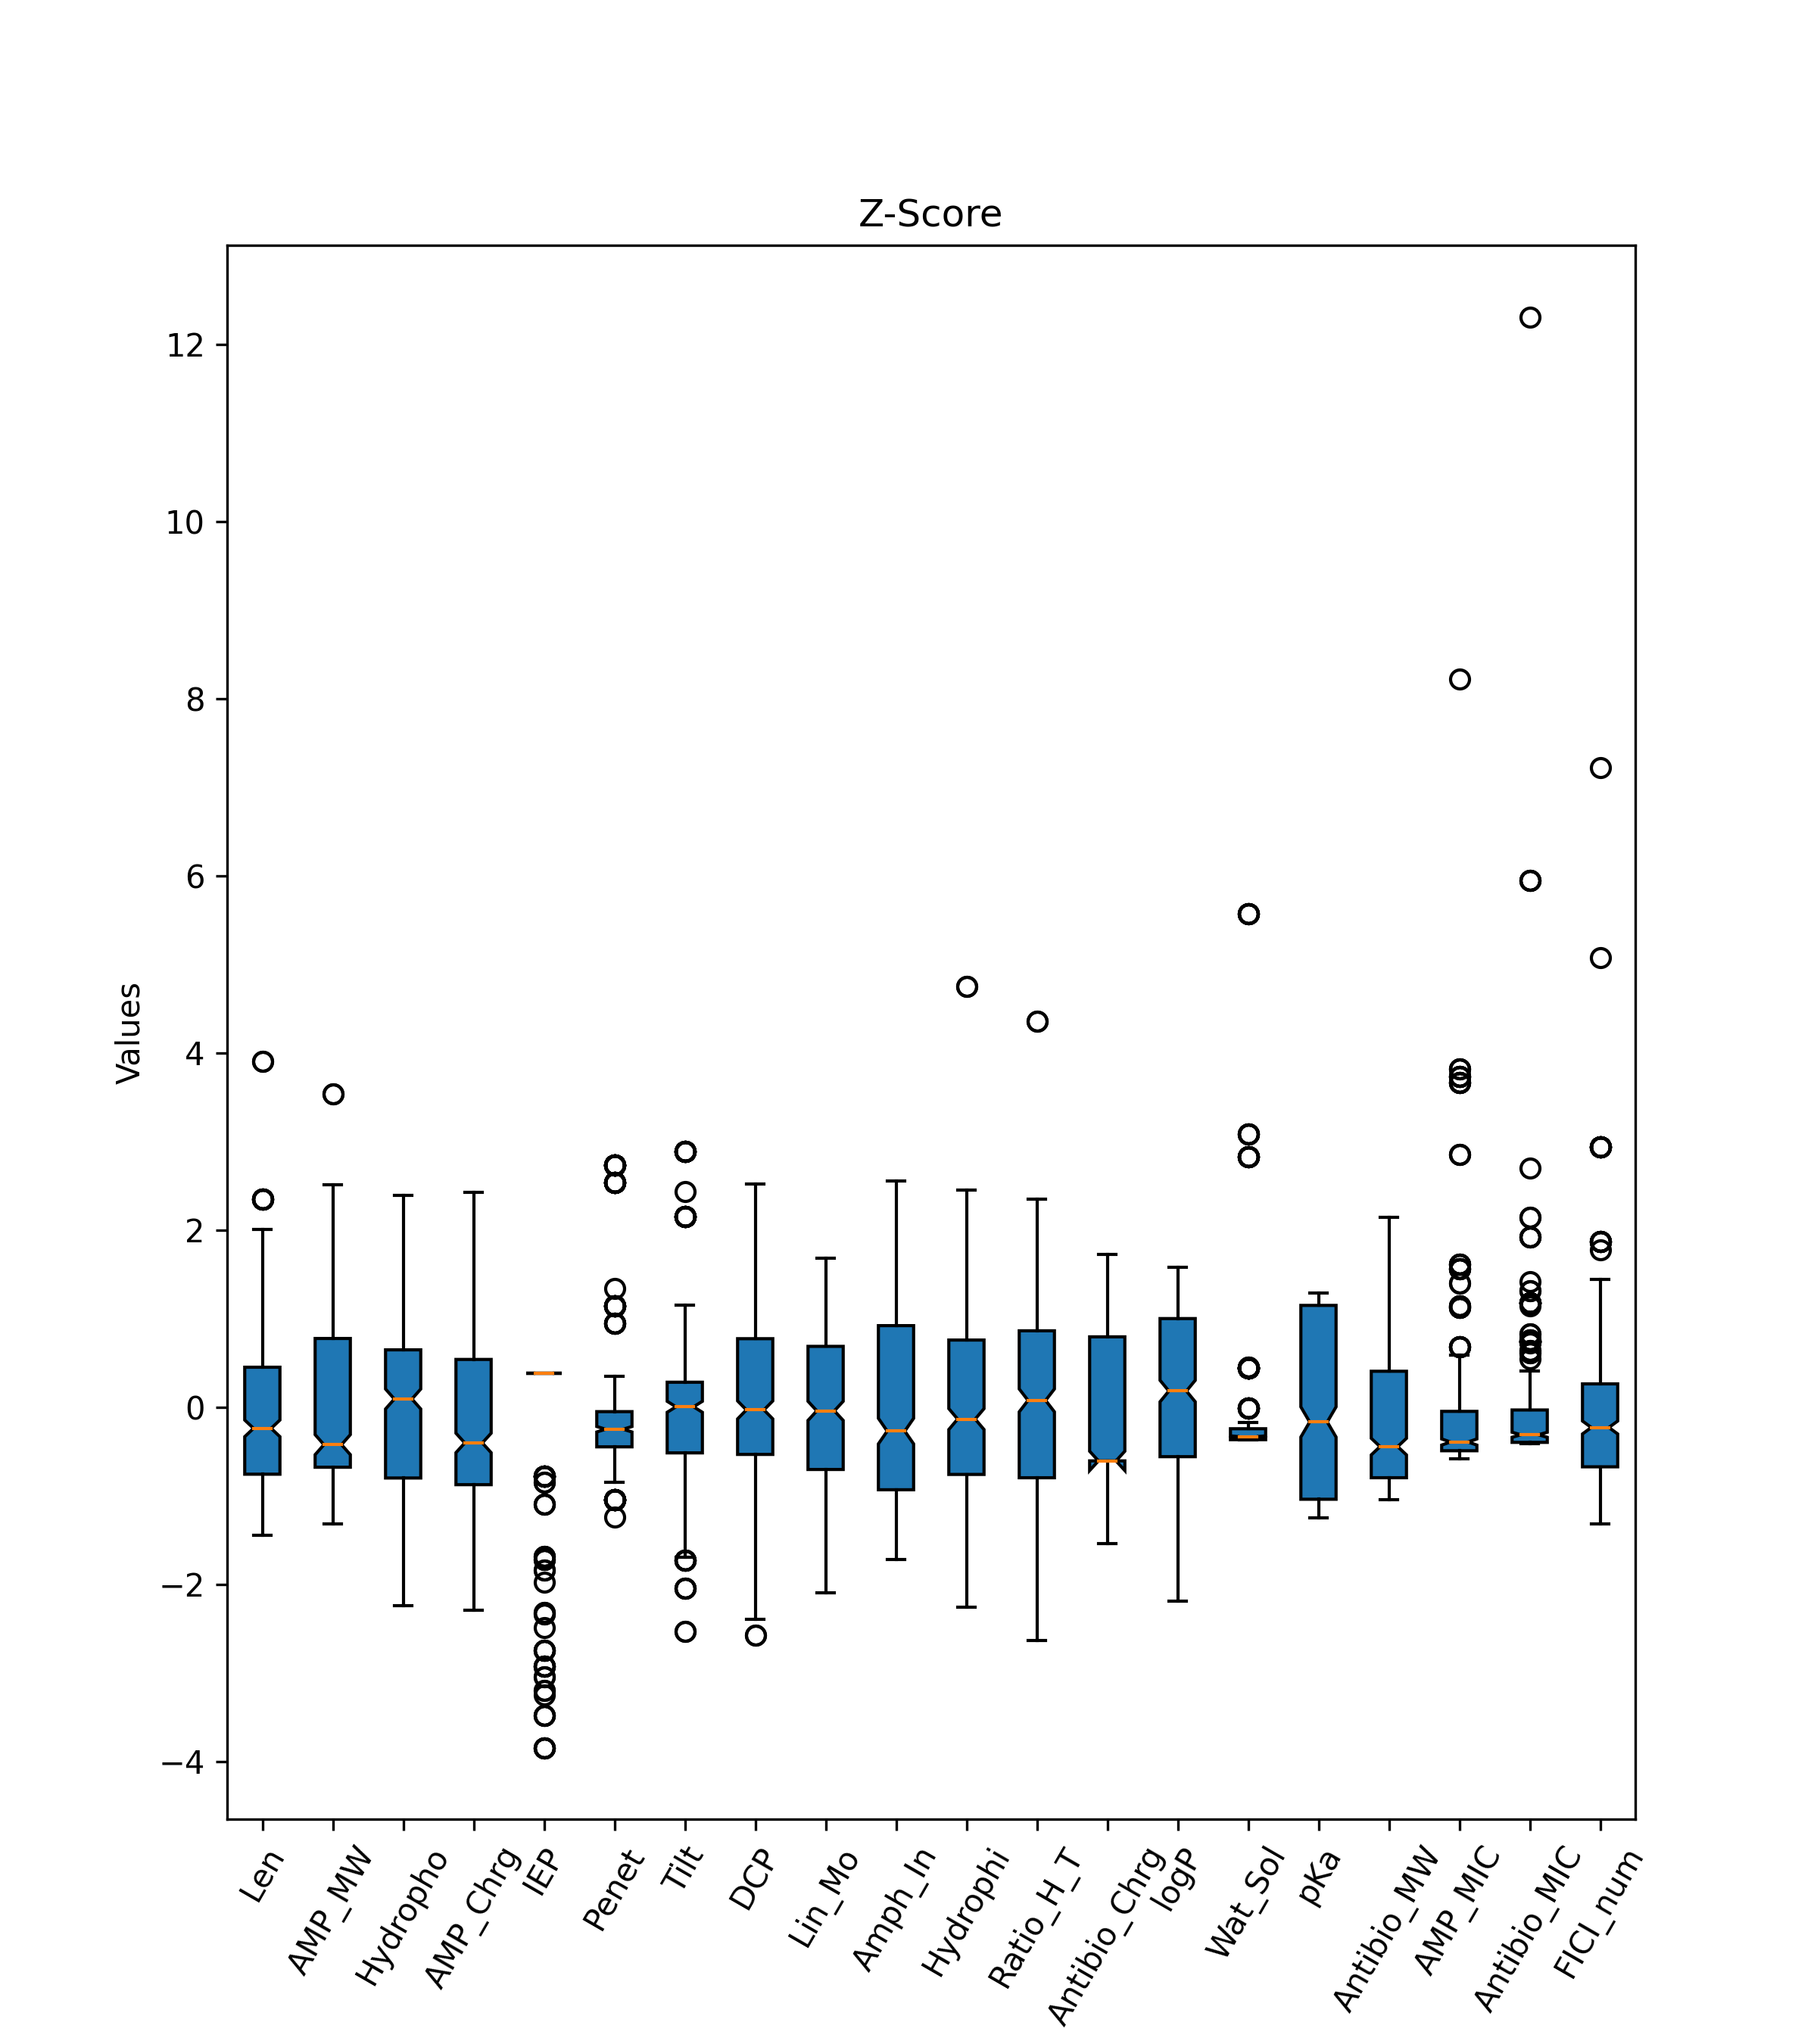 Z-Score
Values
12
10
8
6
4
2
0
−2
−4
Len
AMP_MW
Hydropho
AMP_Chrg
IEP
Penet
Tilt
DCP
Lin_Mo
Amph_In
Hydrophi
Ratio_H_T
Antibio_Chrg
logP
Wat_Sol
pKa
Antibio_MW
AMP_MIC
Antibio_MIC
FICI_num